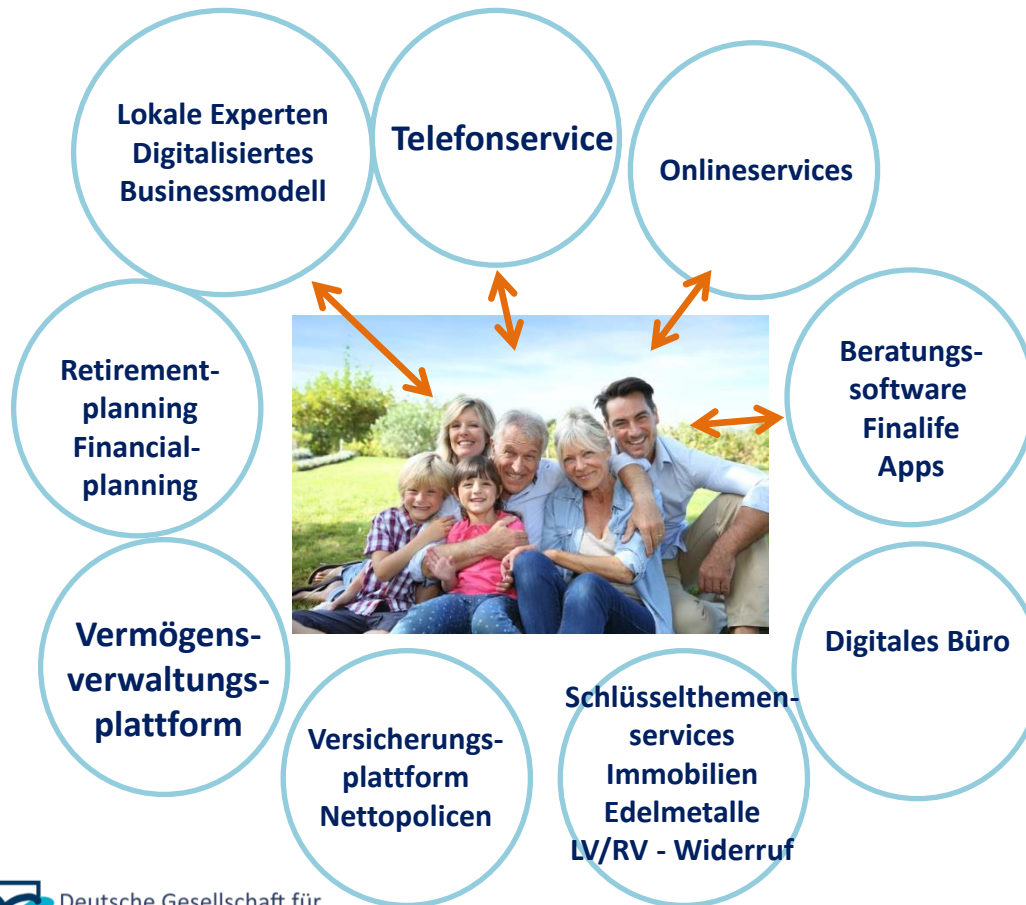 Lokale Experten
Digitalisiertes
Businessmodell
Telefonservice
Onlineservices
Retirement-
planning
Financial-
planning
Beratungs-
software
Finalife
Apps
Vermögens-
verwaltungs-
plattform
Digitales Büro
Versicherungs-
plattform
Nettopolicen
Schlüsselthemen-
services
Immobilien
Edelmetalle
LV/RV - Widerruf
Deutsche Gesellschaft für